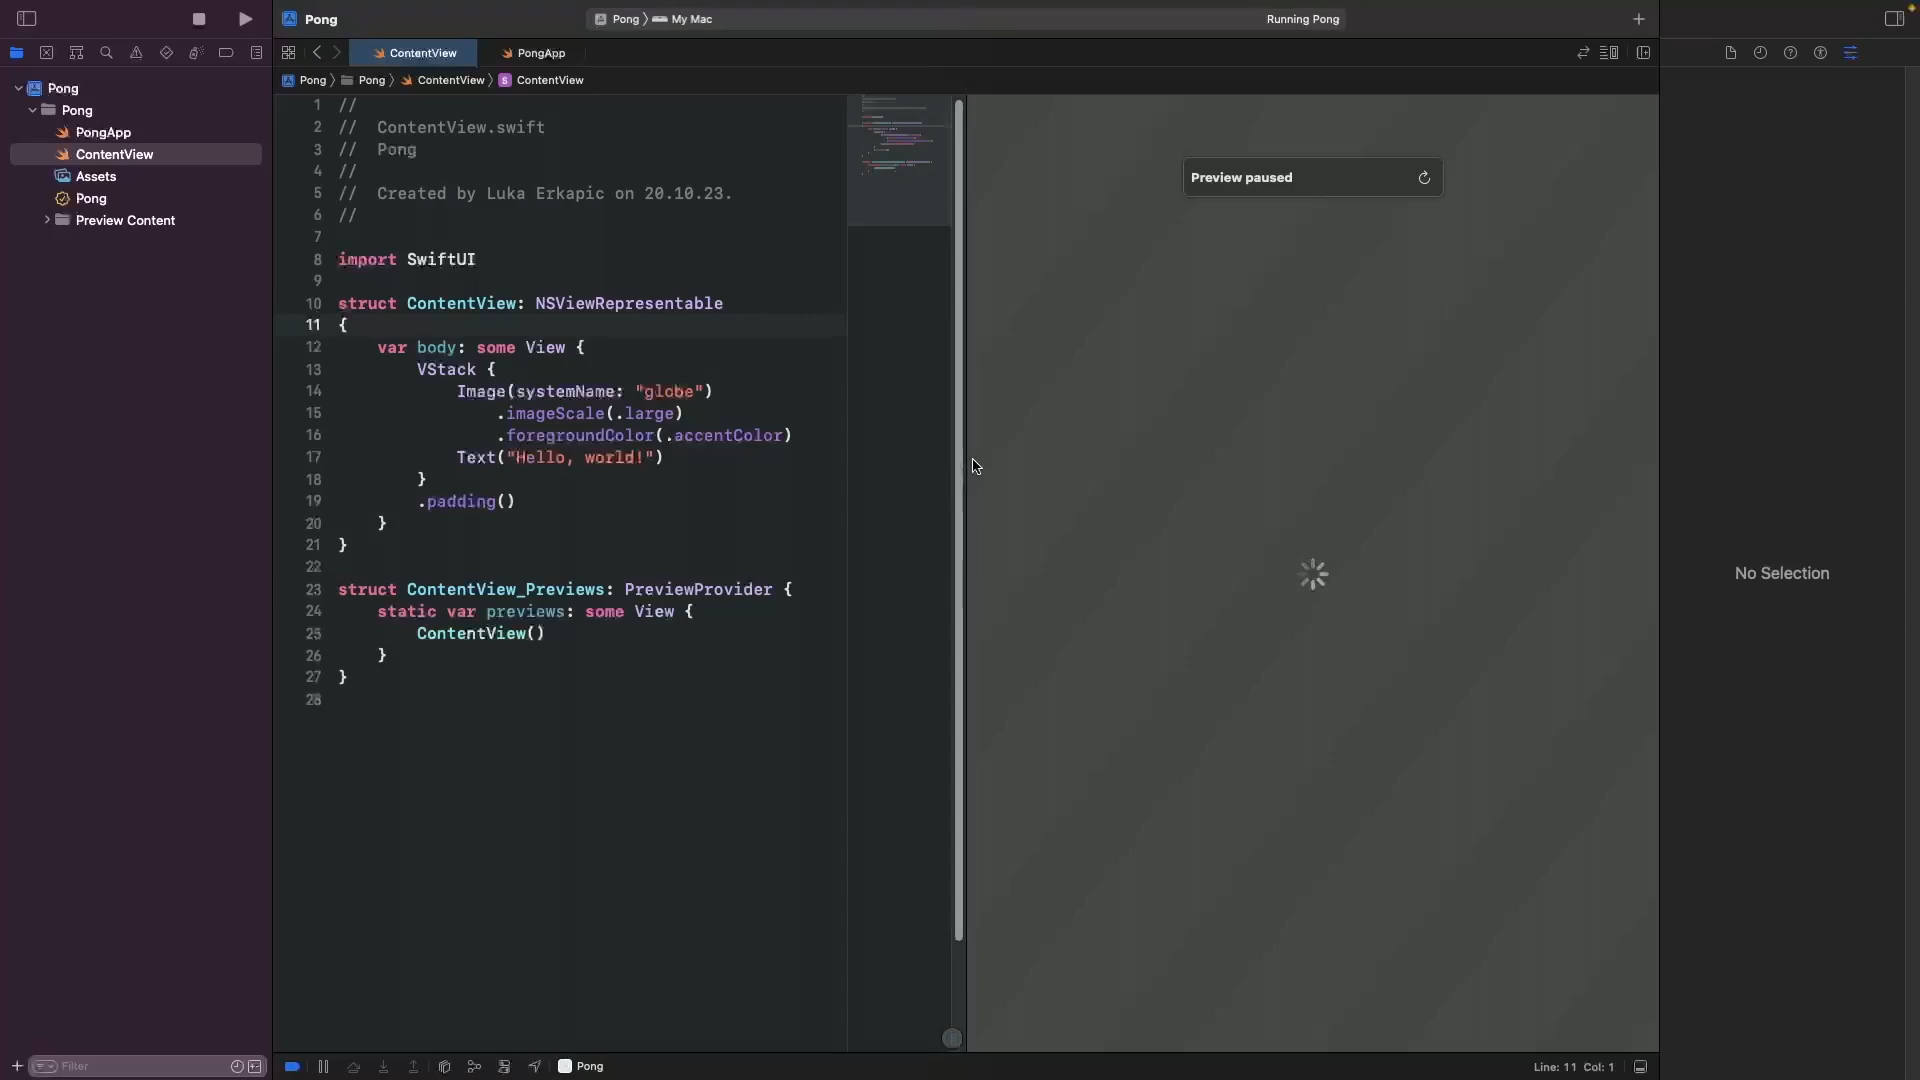 Pong
Pong 〉 My Mac
Running Pong
ContentView
PongApp
Pong 〉 Pong 〉 ContentView 〉 S ContentView
Pong
Pong
PongApp
ContentView
Assets
Pong
Preview Content
1 //
2 //  ContentView.swift
3 //  Pong
4 //
5 //  Created by Luka Erkapic on 20.10.23.
6 //
7
8 import SwiftUI
9
10 struct ContentView: NSViewRepresentable
11 {
12     var body: some View {
13         VStack {
14             Image(systemName: "globe")
15                 .imageScale(.large)
16                 .foregroundColor(.accentColor)
17             Text("Hello, world!")
18         }
19         .padding()
20     }
21 }
22
23 struct ContentView_Previews: PreviewProvider {
24     static var previews: some View {
25         ContentView()
26     }
27 }
28
Preview paused
No Selection
Filter
Pong
Line: 11 Col: 1